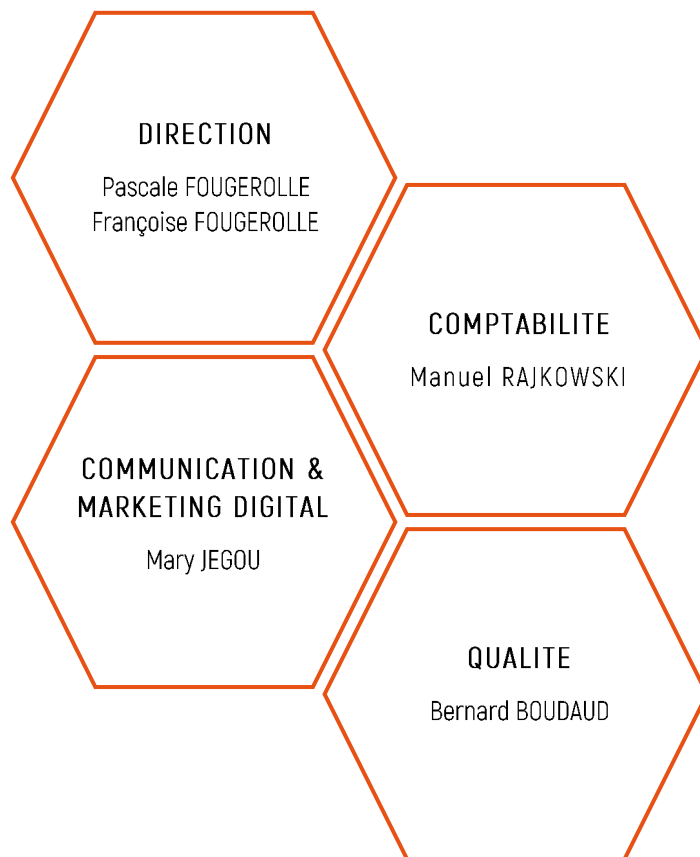 DIRECTION
Pascale FOUGEROLLE
Françoise FOUGEROLLE
COMPTABILITE
Manuel RAJKOWSKI
COMMUNICATION &
MARKETING DIGITAL
Mary JEGOU
QUALITE
Bernard BOUDAUD